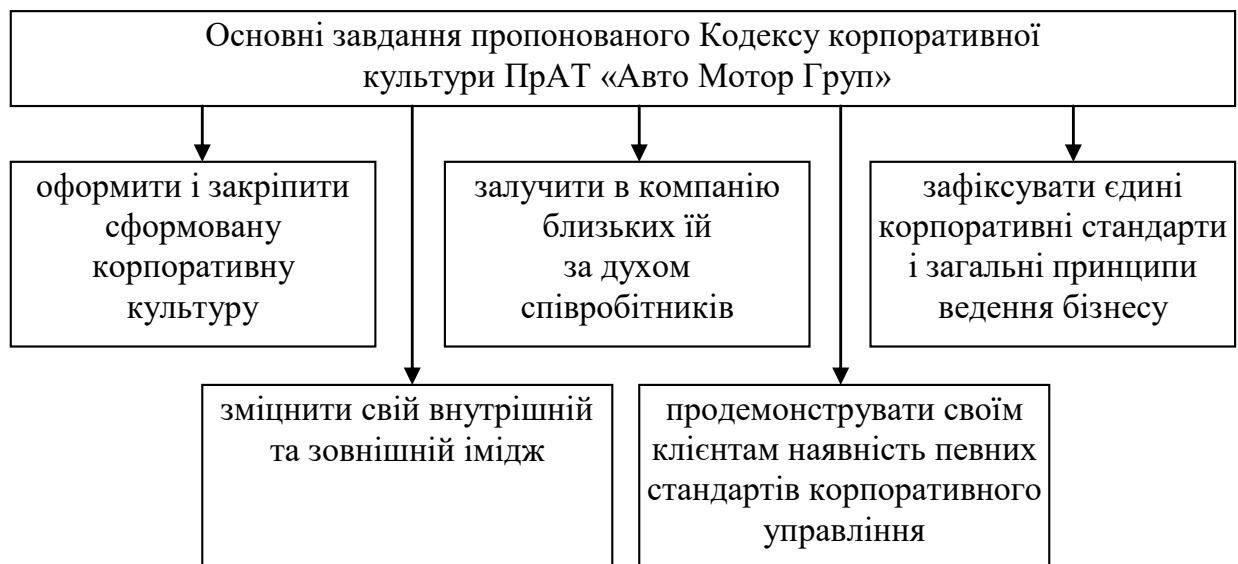 Основні завдання пропонованого Кодексу корпоративної
культури ПрАТ «Авто Мотор Груп»
оформити і закріпити
сформовану
корпоративну
культуру
залучити в компанію
близьких їй
за духом
співробітників
зафіксувати єдині
корпоративні стандарти
і загальні принципи
ведення бізнесу
зміцнити свій внутрішній
та зовнішній імідж
продемонструвати своїм
клієнтам наявність певних
стандартів корпоративного
управління